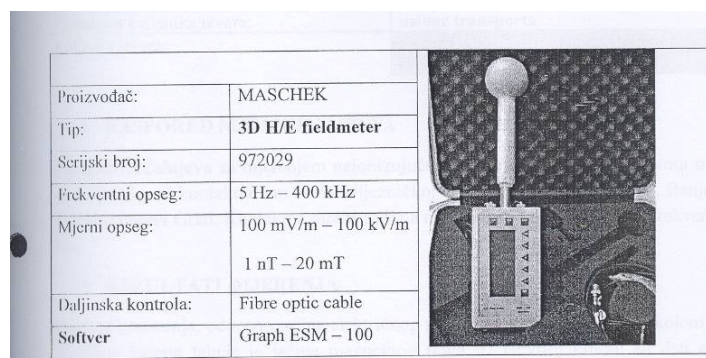 Proizvođač: MASCHEK
Tip: 3D H/E fieldmeter
Serijski broj: 972029
Frekventni opseg: 5 Hz – 400 kHz
Mjerni opseg: 100 mV/m – 100 kV/m
1 nT – 20 mT
Daljinska kontrola: Fibre optic cable
Softver Graph ESM – 100